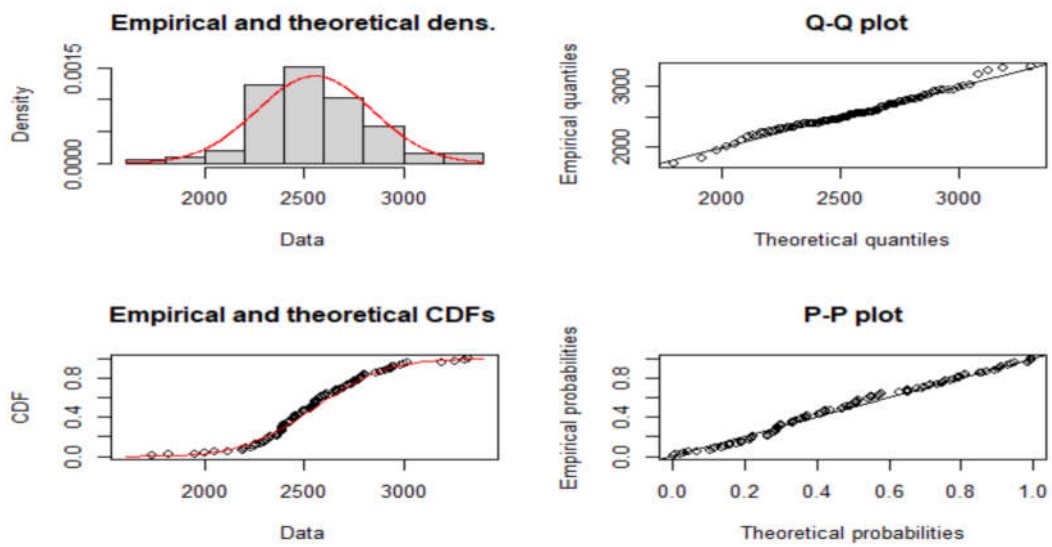 Empirical and theoretical dens.
Density
0.0000 0.0015
2000 2500 3000
Data
Q-Q plot
Empirical quantiles
2000 3000
2000 2500 3000
Theoretical quantiles
Empirical and theoretical CDFs
CDF
0.0 0.4 0.8
2000 2500 3000
Data
P-P plot
Empirical probabilities
0.0 0.4 0.8
0.0 0.2 0.4 0.6 0.8 1.0
Theoretical probabilities